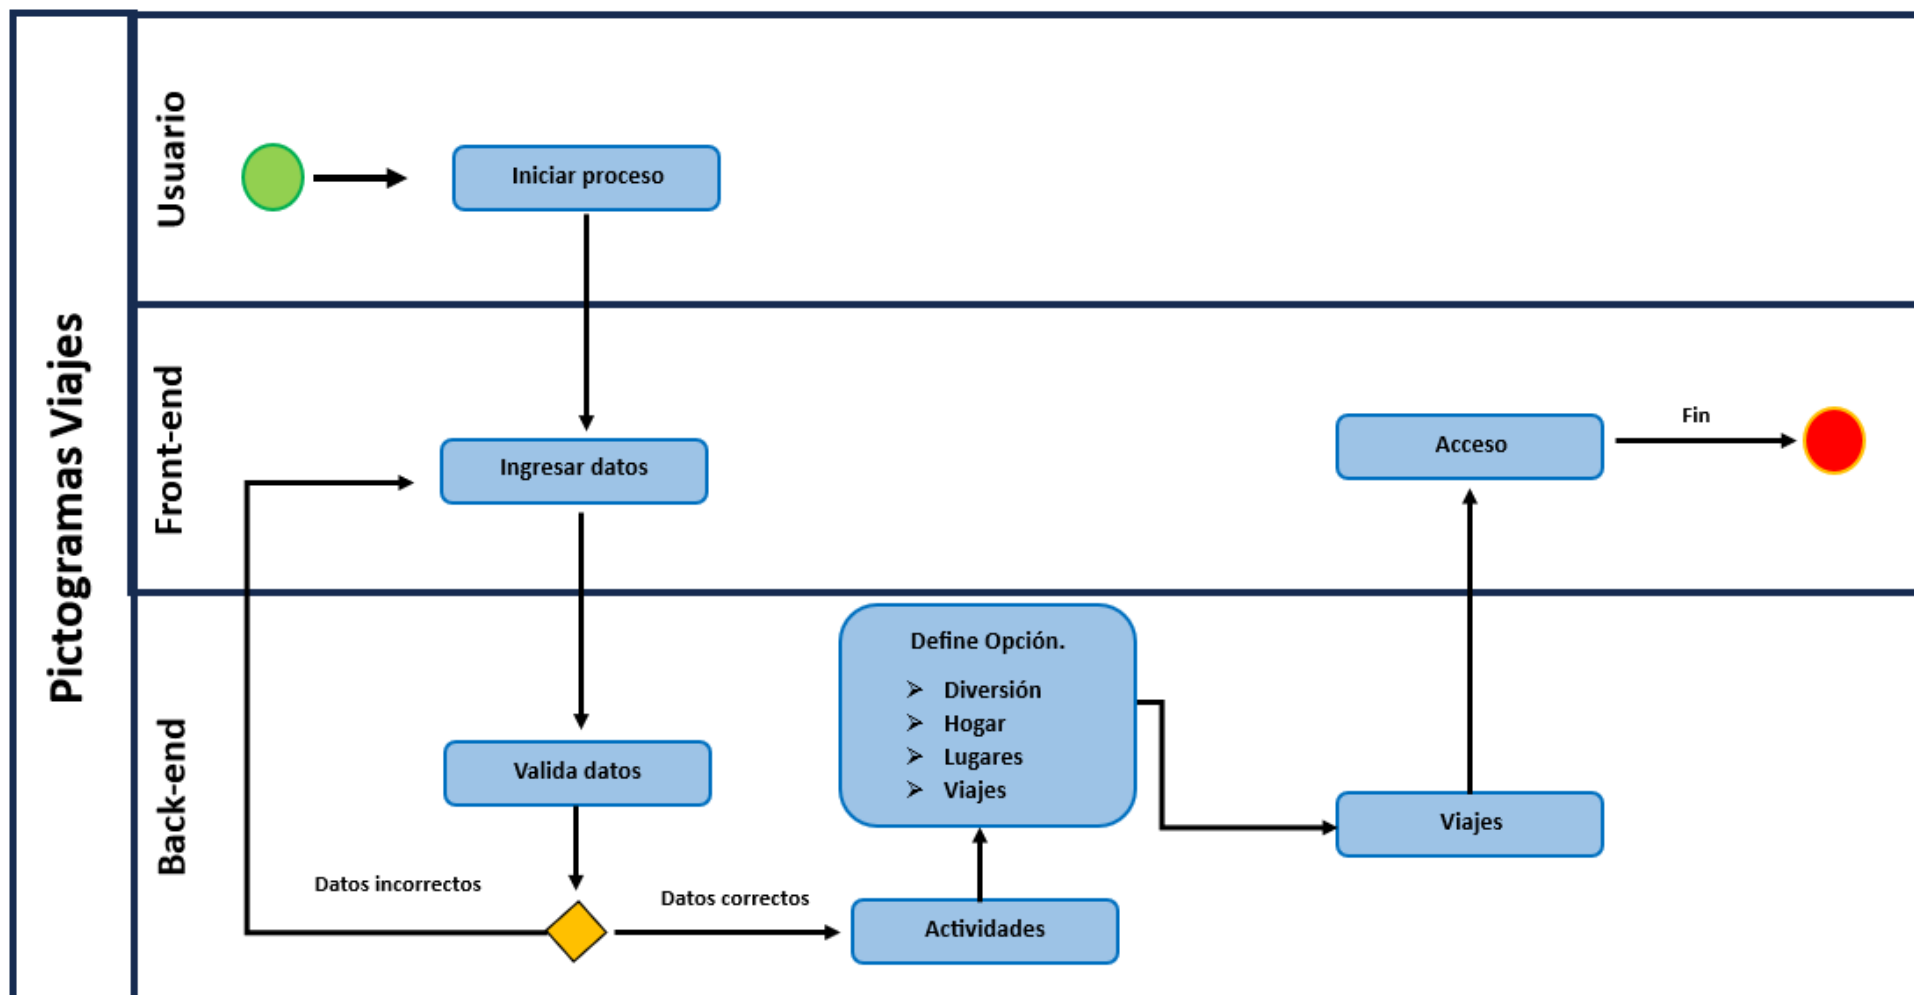 Pictogramas Viajes
Usuario
Iniciar proceso
Front-end
Ingresar datos
Acceso
Fin
Back-end
Valida datos
Datos incorrectos
Datos correctos
Define Opción.
➢ Diversión
➢ Hogar
➢ Lugares
➢ Viajes
Actividades
Viajes